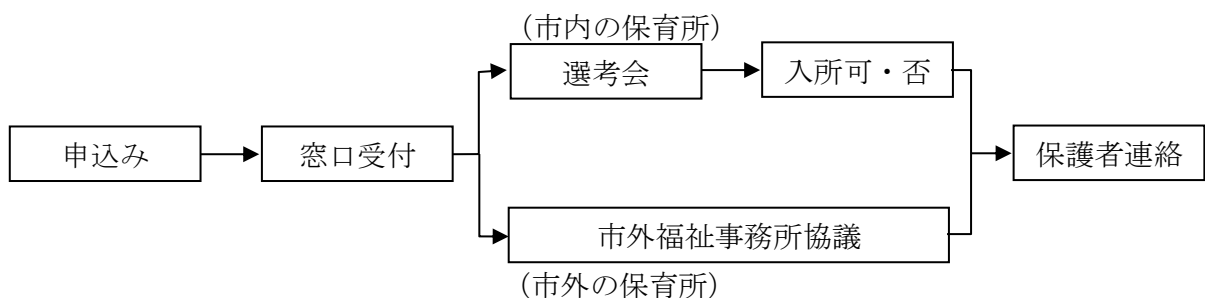 （市内の保育所）
選考会
入所可・否
申込み
窓口受付
保護者連絡
市外福祉事務所協議
（市外の保育所）